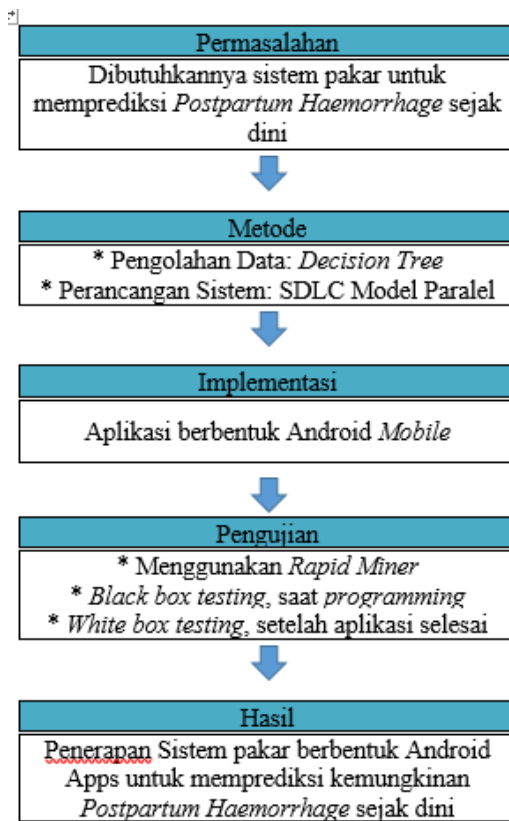 Permasalahan
Dibutuhkannya sistem pakar untuk
memprediksi Postpartum Haemorrhage sejak
dini
Metode
* Pengolahan Data: Decision Tree
* Perancangan Sistem: SDLC Model Paralel
Implementasi
Aplikasi berbentuk Android Mobile
Pengujian
* Menggunakan Rapid Miner
* Black box testing, saat programming
* White box testing, setelah aplikasi selesai
Hasil
Penerapan Sistem pakar berbentuk Android
Apps untuk memprediksi kemungkinan
Postpartum Haemorrhage sejak dini